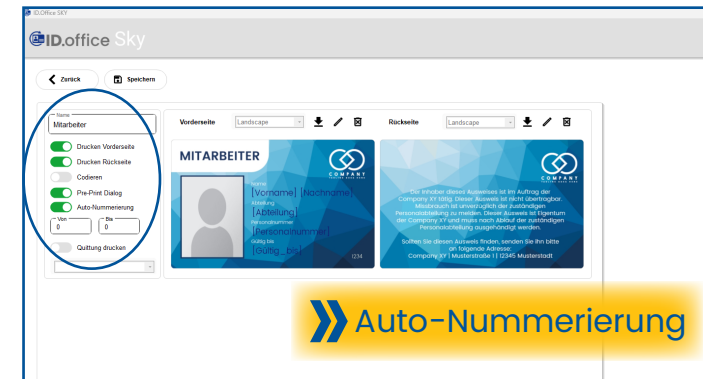 ID.Office SKY
ID.office Sky
Zurück
Speichern
Name
Mitarbeiter
Drucken Vorderseite
Drucken Rückseite
Codieren
Pre-Print Dialog
Auto-Nummerierung
Von
0
Bis
0
Quittung drucken
Vorderseite
Landscape
MITARBEITER
COMPANY
Name
[Vorname] [Nachname]
Abteilung
[Abteilung]
Personalnummer
[Personalnummer]
Gültig bis
[Gültig_bis]
1234
Rückseite
Landscape
COMPANY
Der Inhaber dieses Ausweises ist im Auftrag der
Company XY tätig. Dieser Ausweis ist nicht übertragbar.
Missbrauch ist unverzüglich der zuständigen
Personalabteilung zu melden. Dieser Ausweis ist Eigentum
der Company XY und muss nach Ablauf der zuständigen
Personalabteilung ausgehändigt werden.
Sollten Sie diesen Ausweis finden, senden Sie ihn bitte
an folgende Adresse:
Company XY | Musterstraße 1 | 12345 Musterstadt
Auto-Nummerierung